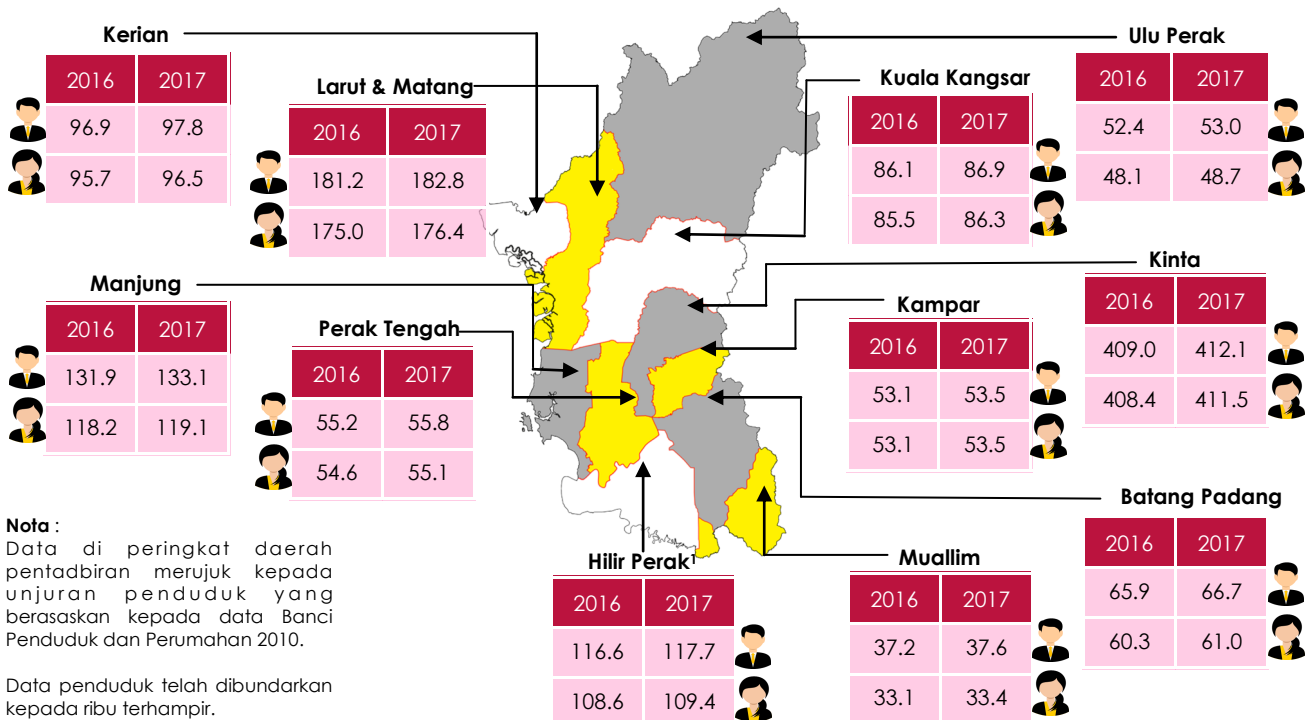 Kerian
2016 2017
96.9 97.8
95.7 96.5
Larut & Matang
2016 2017
181.2 182.8
175.0 176.4
Kuala Kangsar
2016 2017
86.1 86.9
85.5 86.3
Ulu Perak
2016 2017
52.4 53.0
48.1 48.7
Manjung
2016 2017
131.9 133.1
118.2 119.1
Perak Tengah
2016 2017
55.2 55.8
54.6 55.1
Kampar
2016 2017
53.1 53.5
53.1 53.5
Kinta
2016 2017
409.0 412.1
408.4 411.5
Hilir Perak¹
2016 2017
116.6 117.7
108.6 109.4
Muallim
2016 2017
37.2 37.6
33.1 33.4
Batang Padang
2016 2017
65.9 66.7
60.3 61.0
Nota :
Data di peringkat daerah
pentadbiran merujuk kepada
unjuran penduduk yang
berasaskan kepada data Banci
Penduduk dan Perumahan 2010.
Data penduduk telah dibundarkan
kepada ribu terhampir.